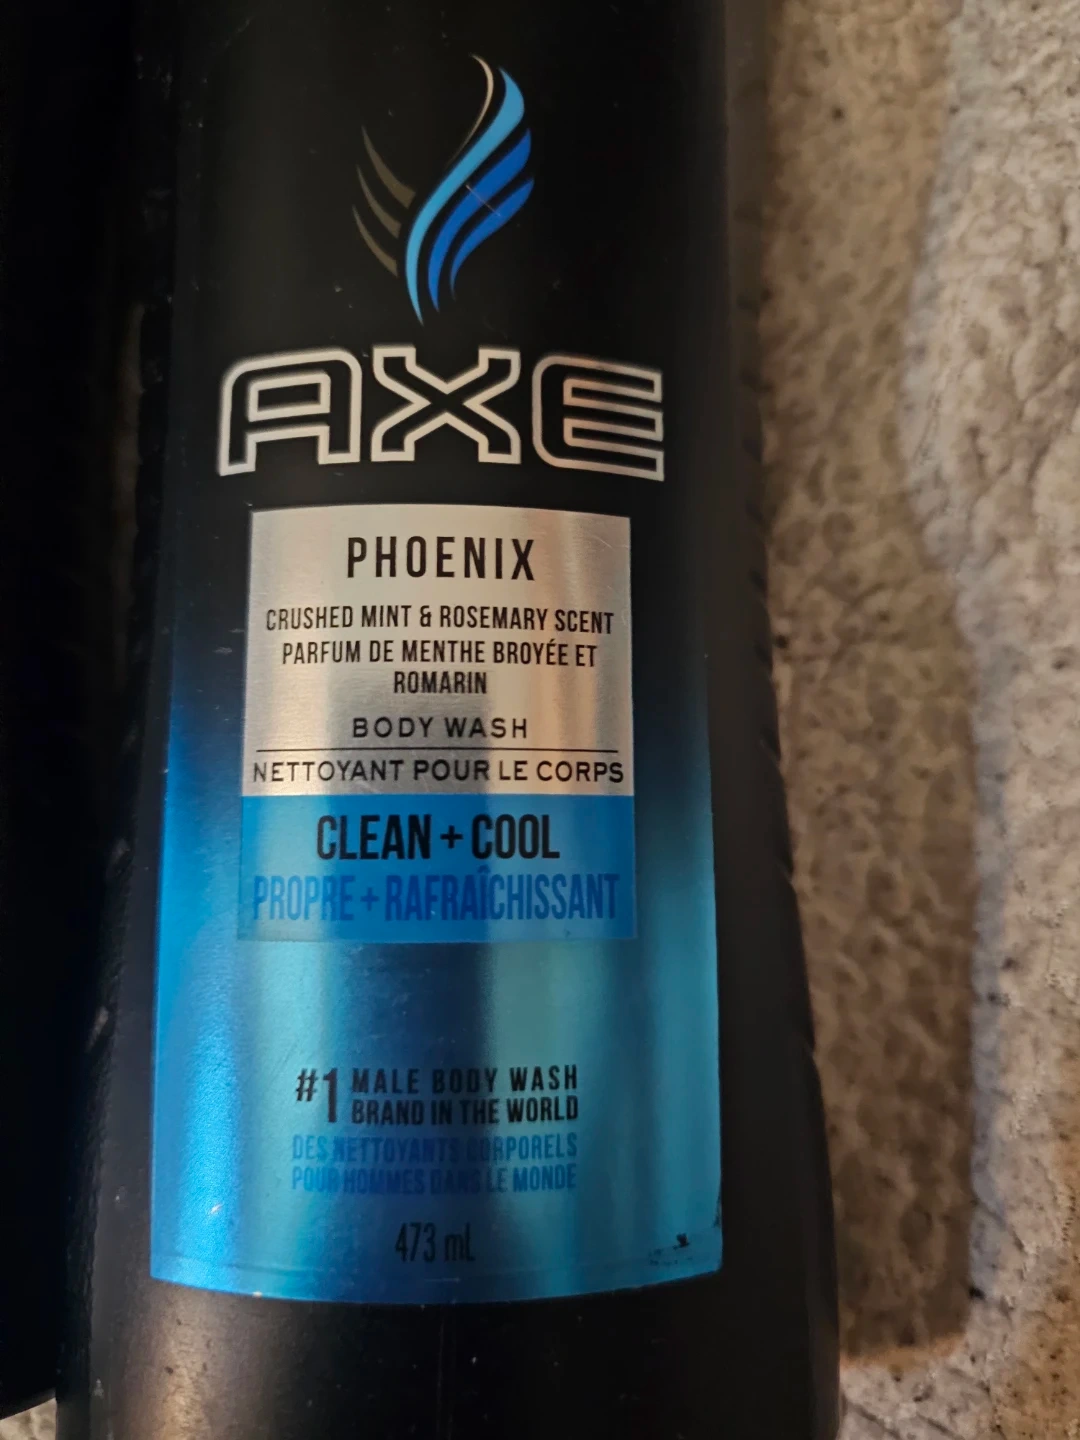 AXE
PHOENIX
CRUSHED MINT & ROSEMARY SCENT
PARFUM DE MENTHE BROYÉE ET
ROMARIN
BODY WASH
NETTOYANT POUR LE CORPS
CLEAN + COOL
PROPRE + RAFRAÎCHISSANT
#1 MALE BODY WASH
BRAND IN THE WORLD
DES NETTOYANTS CORPORELS
POUR HOMMES DANS LE MONDE
473 mL